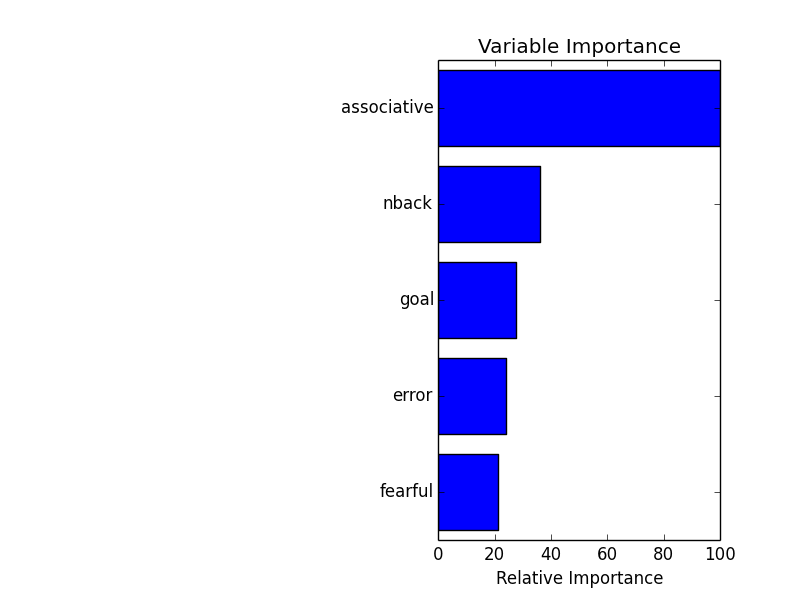 Variable Importance
associative
nback
goal
error
fearful
0 20 40 60 80 100
Relative Importance